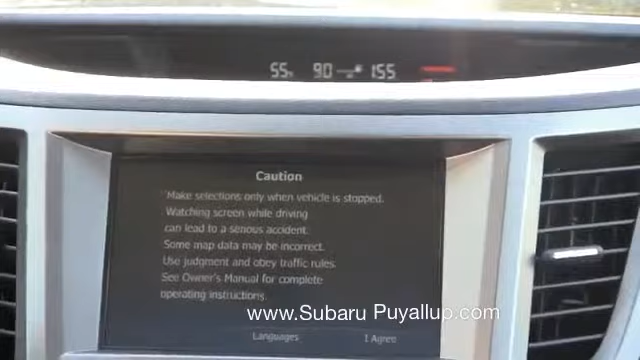 55 90 155
Caution
Make selections only when vehicle is stopped.
Watching screen while driving
can lead to a serious accident.
Some map data may be incorrect.
Use judgment and obey traffic rules.
See Owner's Manual for complete
operating instructions.
www.Subaru Puyallup.com
Languages I Agree